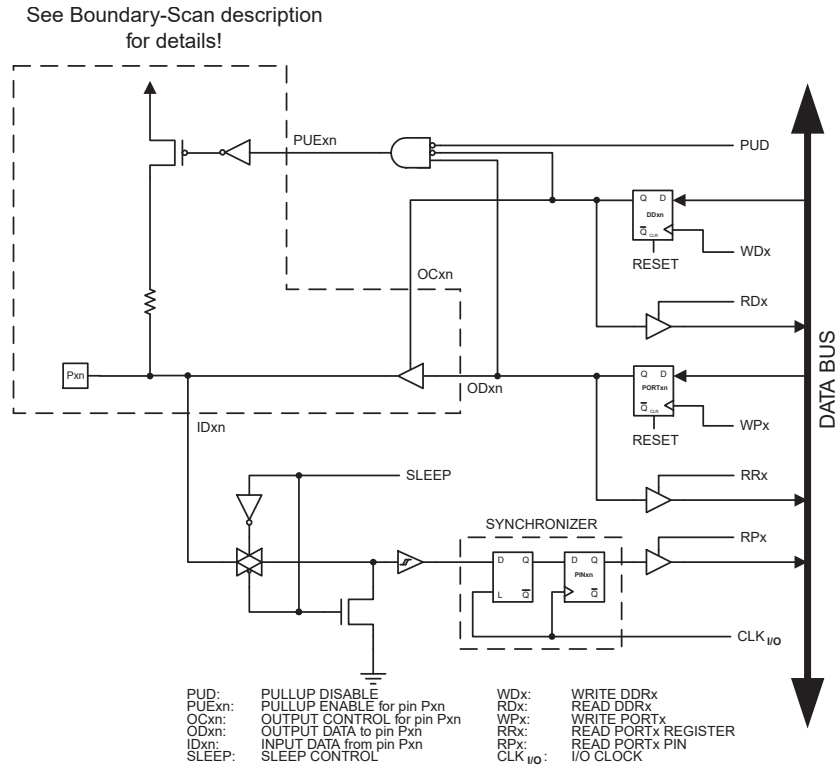 See Boundary-Scan description
for details!
PUExn
PUD
Q D
DDxn
Q CLR
WDx
RESET
OCxn
RDx
Pxn
ODxn
Q D
PORTxn
Q CLR
WPx
RESET
IDxn
DATA BUS
SLEEP
RRx
SYNCHRONIZER
RPx
D Q
L Q
D Q
PINxn
Q
CLK I/O
PUD: PULLUP DISABLE
PUExn: PULLUP ENABLE for pin Pxn
OCxn: OUTPUT CONTROL for pin Pxn
ODxn: OUTPUT DATA to pin Pxn
IDxn: INPUT DATA from pin Pxn
SLEEP: SLEEP CONTROL
WDx: WRITE DDRx
RDx: READ DDRx
WPx: WRITE PORTx
RRx: READ PORTx REGISTER
RPx: READ PORTx PIN
CLK I/O: I/O CLOCK